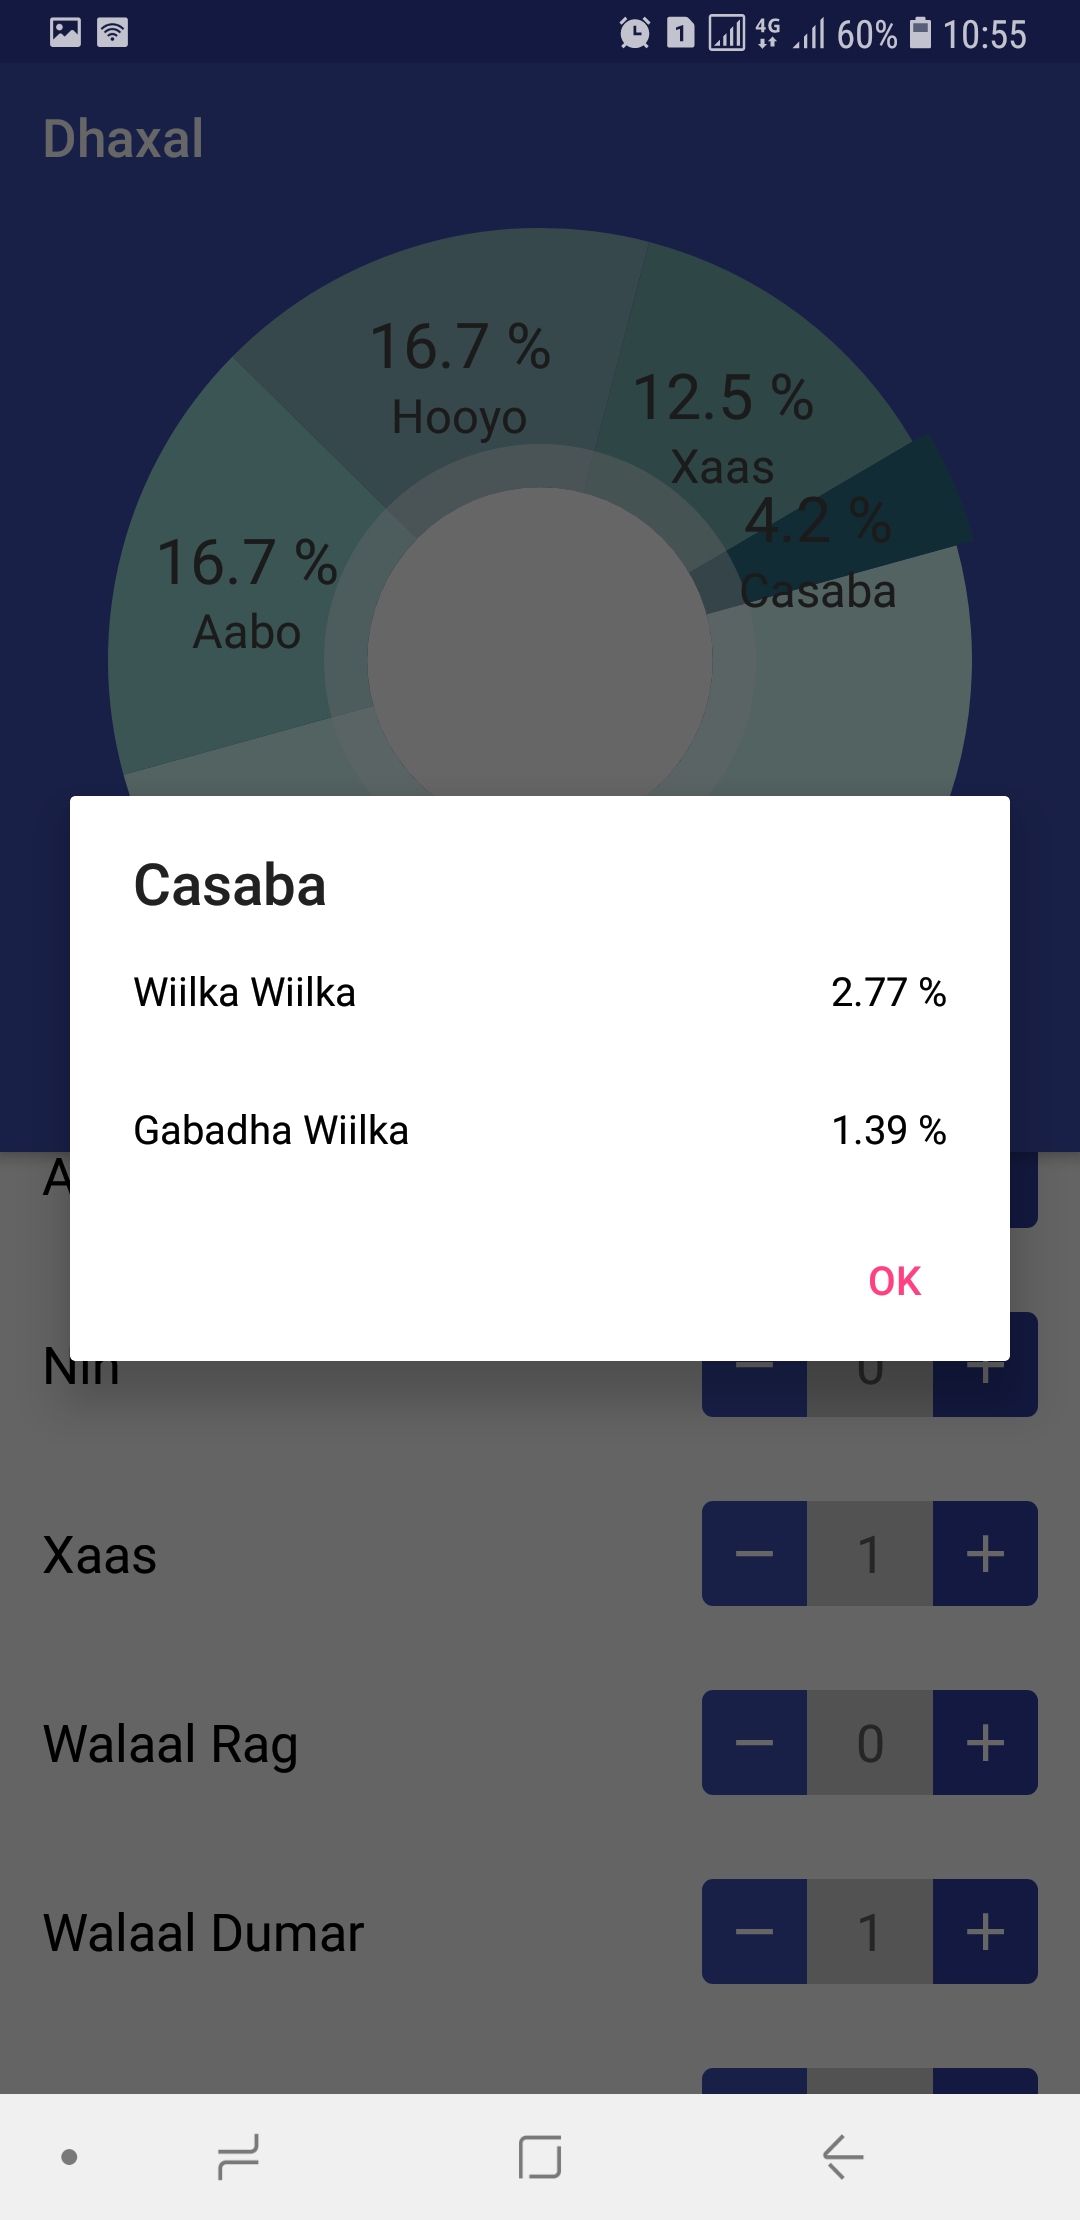 1 4G 60% 10:55
Dhaxal
16.7 %
Hooyo
12.5 %
Xaas
4.2 %
Casaba
16.7 %
Aabo
Casaba
Wiilka Wiilka 2.77 %
Gabadha Wiilka 1.39 %
OK
A
Nin − 0 +
Xaas − 1 +
Walaal Rag − 0 +
Walaal Dumar − 1 +